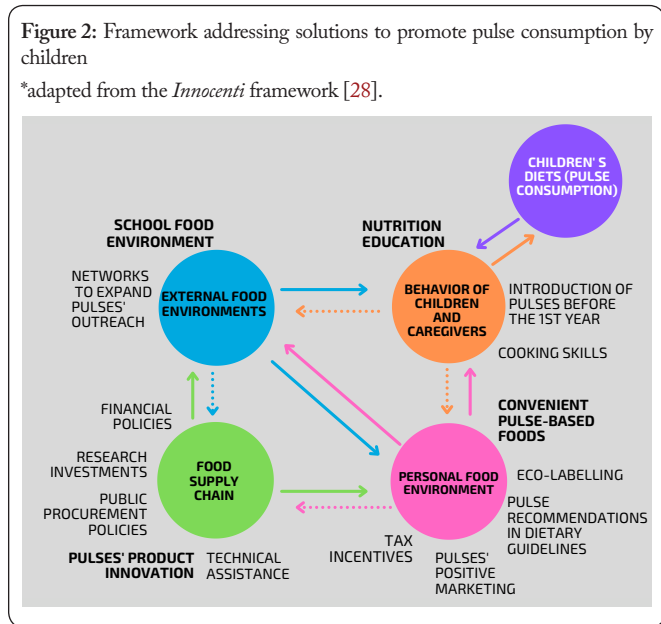 Figure 2: Framework addressing solutions to promote pulse consumption by
children
*adapted from the Innocenti framework [28].
CHILDREN' S
DIETS (PULSE
CONSUMPTION)
SCHOOL FOOD
ENVIRONMENT
NUTRITION
EDUCATION
NETWORKS
TO EXPAND
PULSES'
OUTREACH
EXTERNAL FOOD
ENVIRONMENTS
BEHAVIOR OF
CHILDREN
AND
CAREGIVERS
INTRODUCTION OF
PULSES BEFORE
THE 1ST YEAR
COOKING SKILLS
FINANCIAL
POLICIES
CONVENIENT
PULSE-BASED
FOODS
RESEARCH
INVESTMENTS
FOOD
SUPPLY
CHAIN
PERSONAL FOOD
ENVIRONMENT
ECO-LABELLING
PUBLIC
PROCUREMENT
POLICIES
PULSE
RECOMMENDATIONS
IN DIETARY
GUIDELINES
TAX
INCENTIVES
PULSES' PRODUCT
INNOVATION
TECHNICAL
ASSISTANCE
PULSES'
POSITIVE
MARKETING